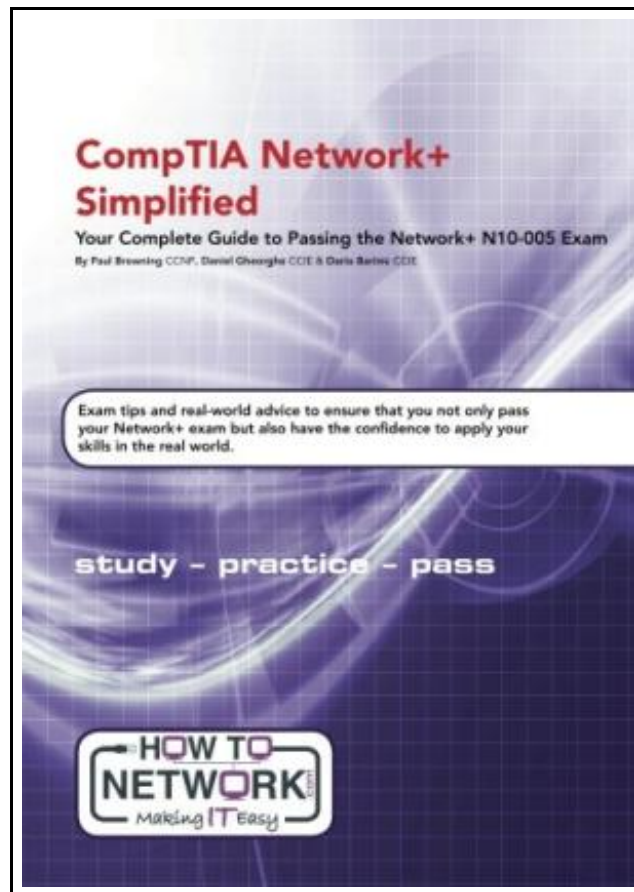 CompTIA Network+
Simplified
Your Complete Guide to Passing the Network+ N10-005 Exam
By Paul Browning CCNP, Daniel Gheorghe CCIE & Dario Barinic CCIE
Exam tips and real-world advice to ensure that you not only pass
your Network+ exam but also have the confidence to apply your
skills in the real world.
study - practice - pass
HOW TO
NETWORK.com
Making IT Easy